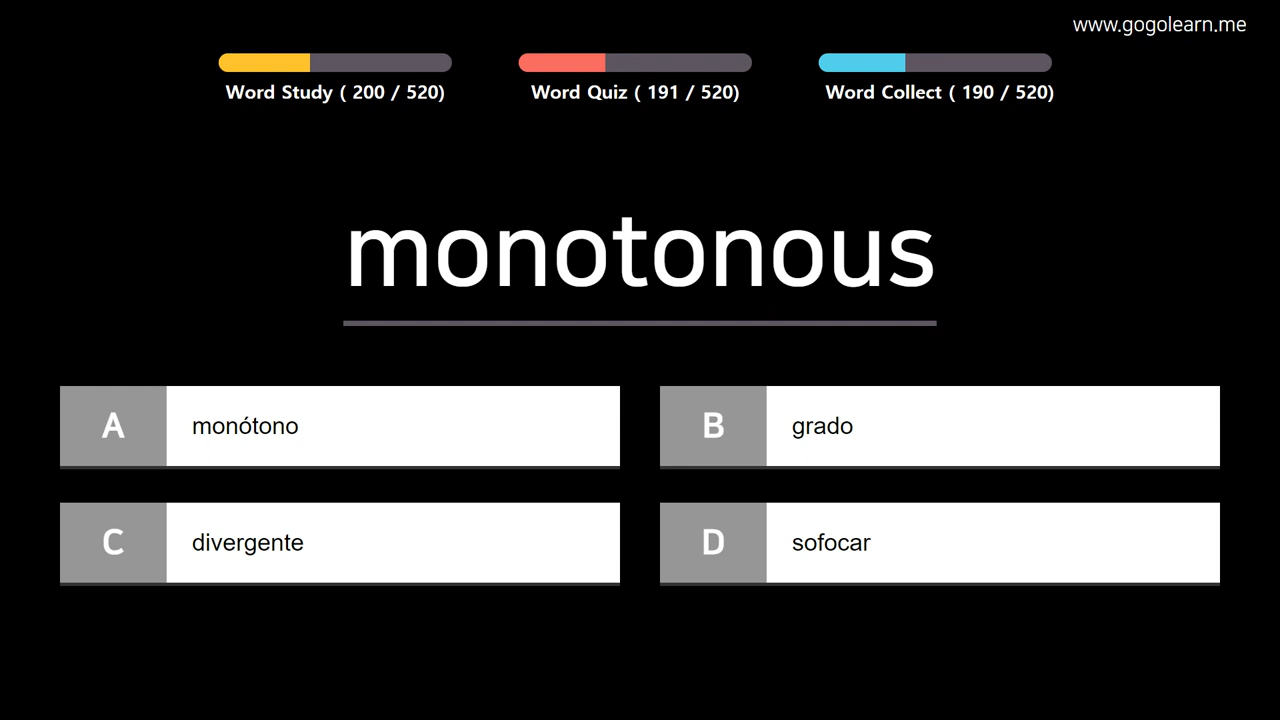 www.gogolearn.me
Word Study ( 200 / 520)
Word Quiz ( 191 / 520)
Word Collect ( 190 / 520)
monotonous
A monótono
B grado
C divergente
D sofocar